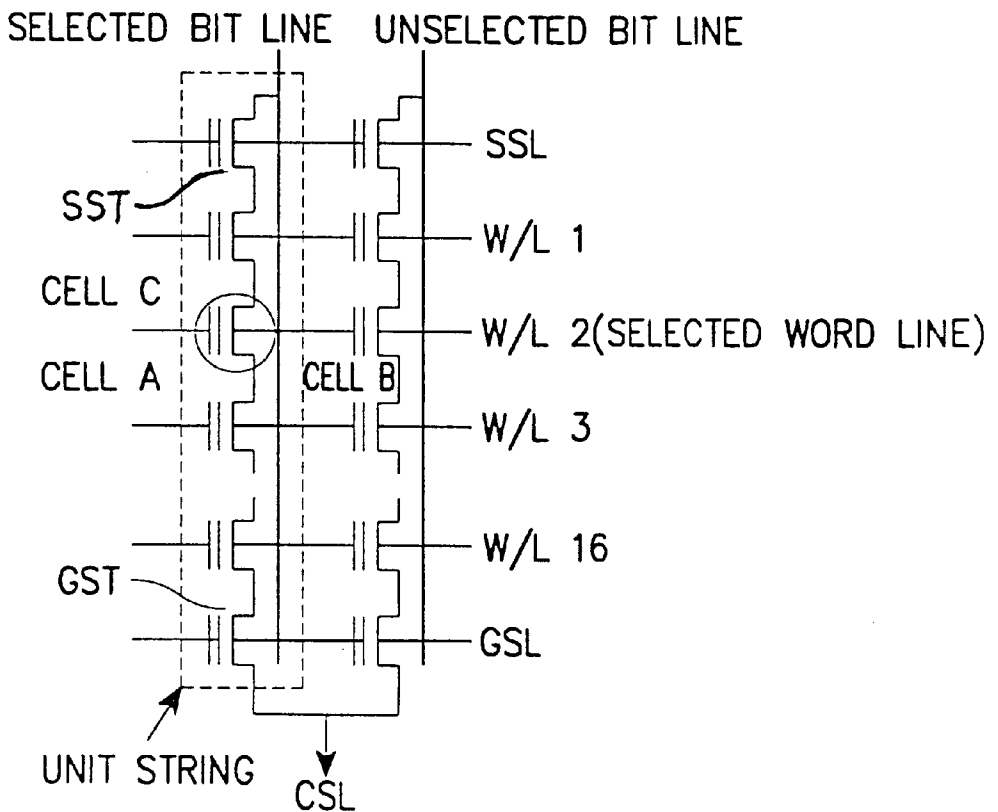 SELECTED BIT LINE
UNSELECTED BIT LINE
SSL
SST
W/L 1
CELL C
W/L 2(SELECTED WORD LINE)
CELL A
CELL B
W/L 3
W/L 16
GST
GSL
UNIT STRING
CSL